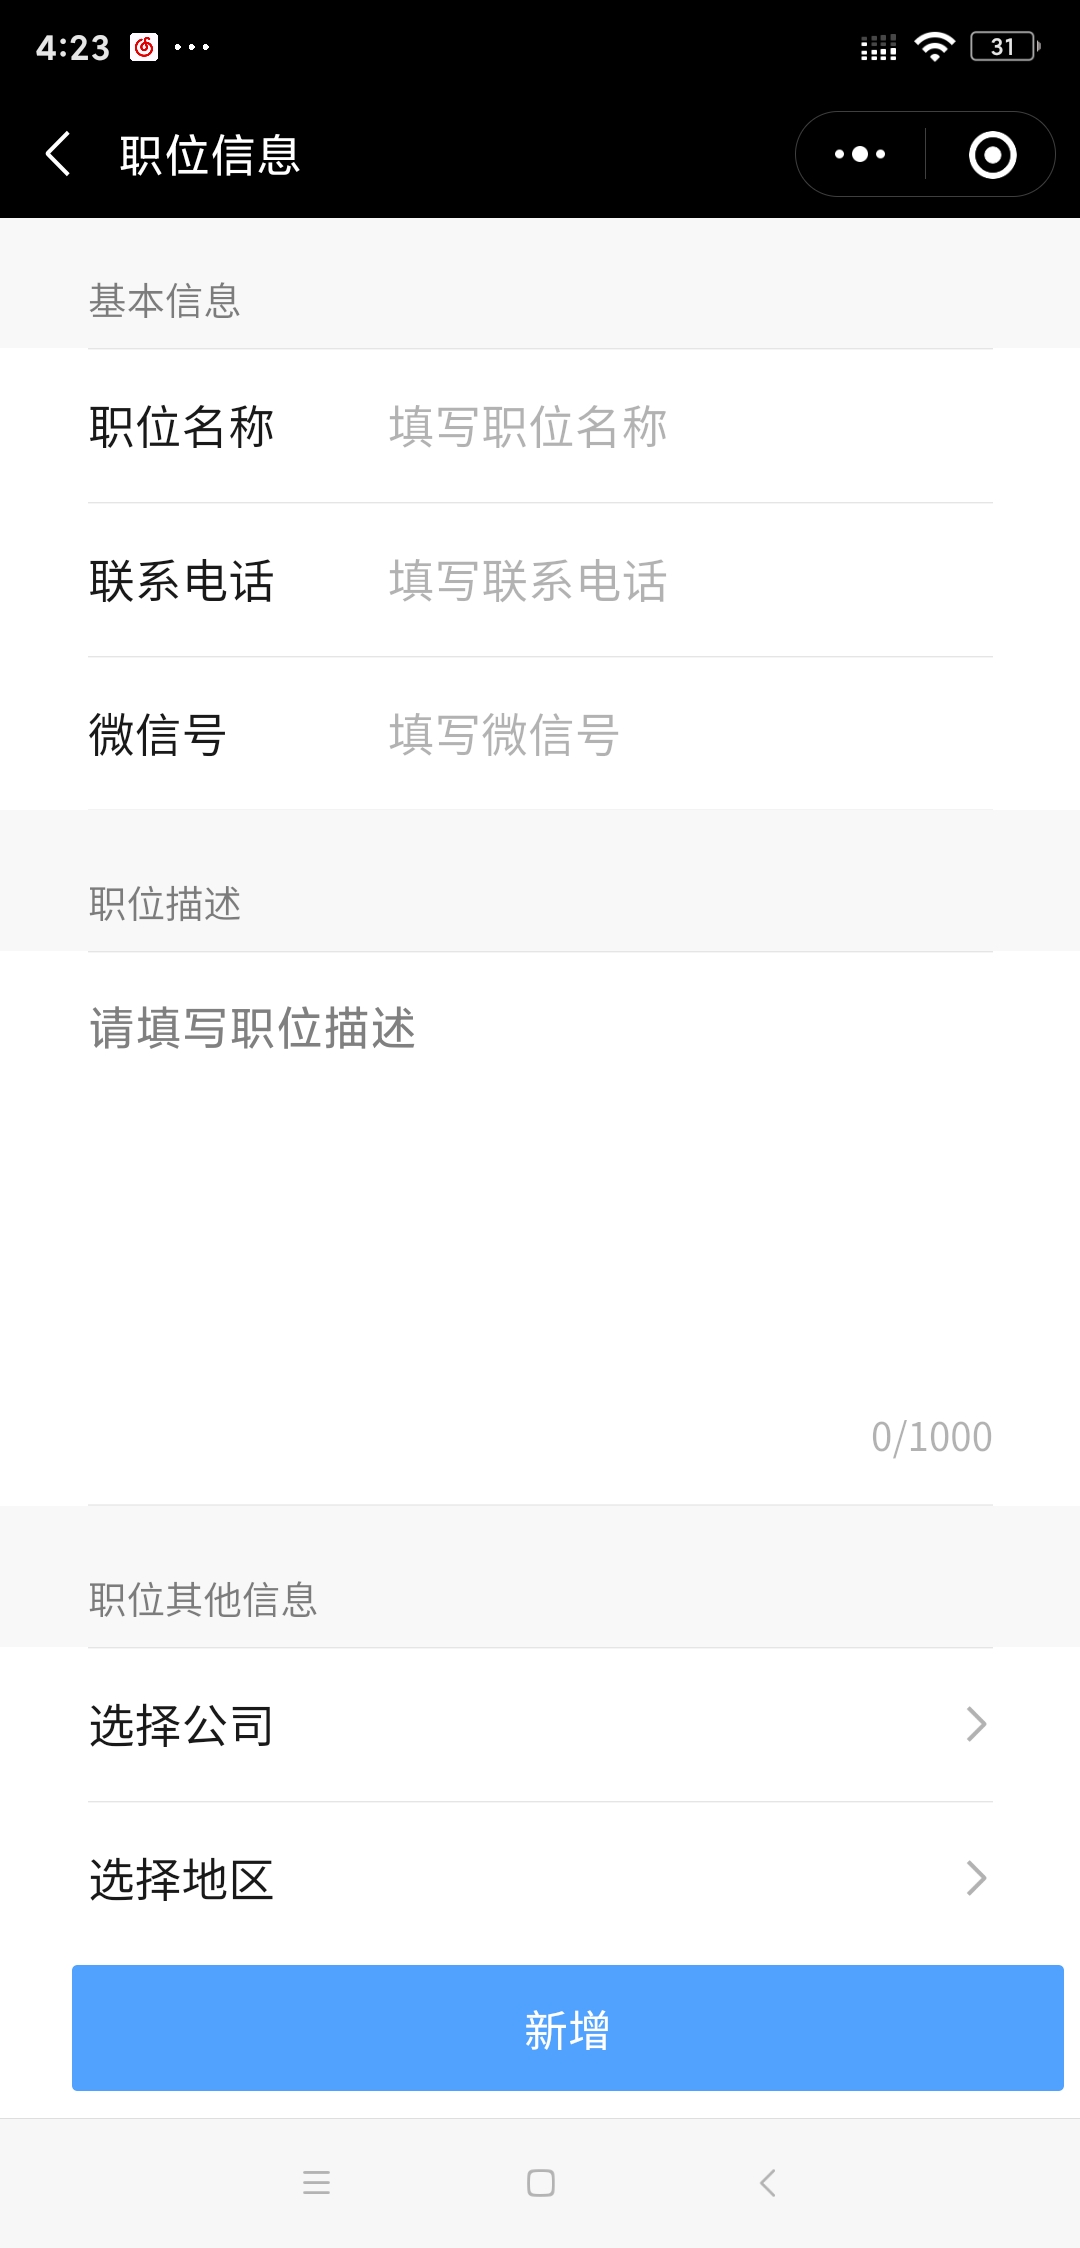 4:23
31
职位信息
基本信息
职位名称 填写职位名称
联系电话 填写联系电话
微信号 填写微信号
职位描述
请填写职位描述
0/1000
职位其他信息
选择公司
选择地区
新增